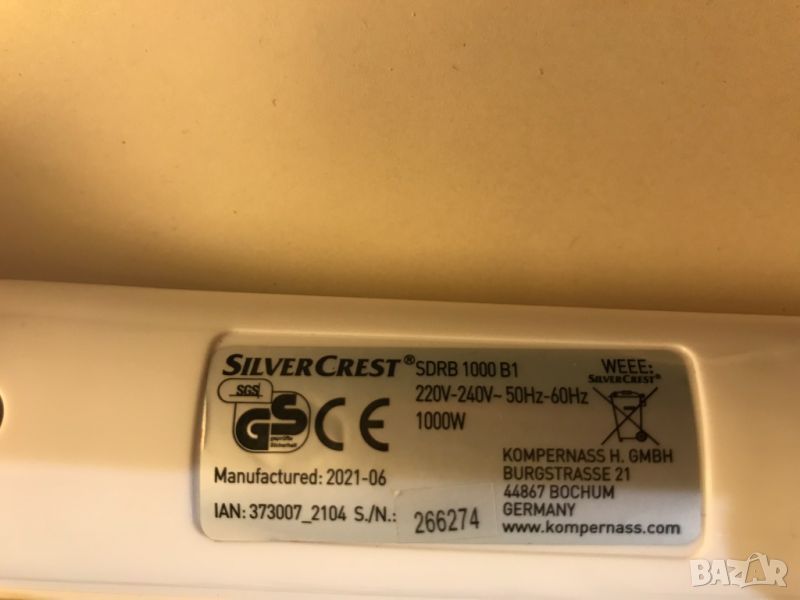 SILVERCREST® SDRB 1000 B1
220V-240V~ 50Hz-60Hz
1000W
WEEE:
SILVERCREST®
SGS
GS
geprüfte
Sicherheit
CE
Manufactured: 2021-06
IAN: 373007_2104 S./N.: 266274
KOMPERNASS H. GMBH
BURGSTRASSE 21
44867 BOCHUM
GERMANY
www.kompernass.com
BAZAR